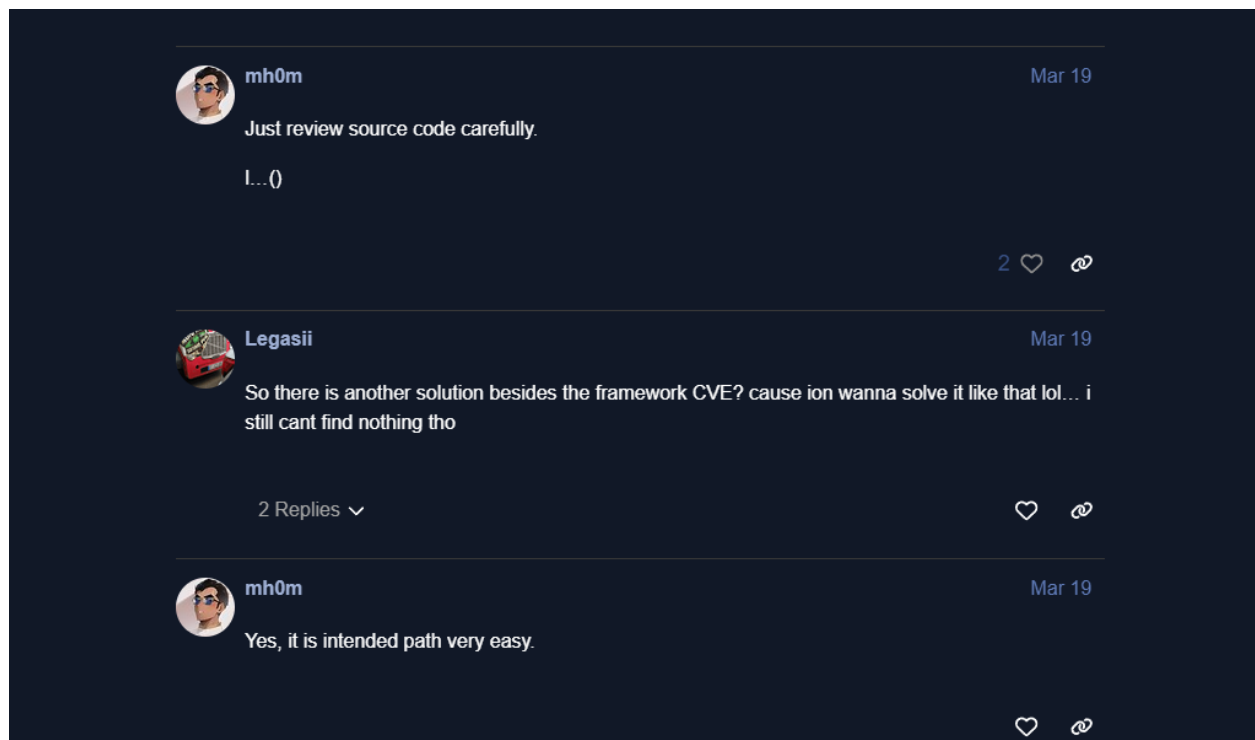 mh0m
Mar 19
Just review source code carefully.
l...()
2
Legasii
Mar 19
So there is another solution besides the framework CVE? cause ion wanna solve it like that lol... i
still cant find nothing tho
2 Replies
mh0m
Mar 19
Yes, it is intended path very easy.